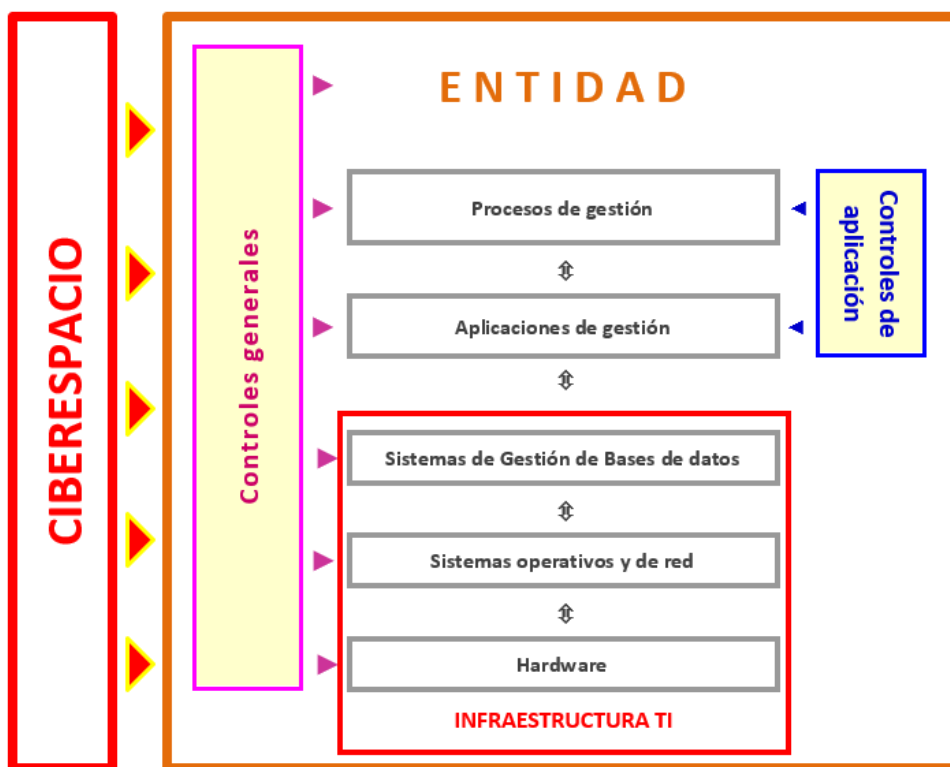 CIBERESPACIO
Controles generales
E N T I D A D
Procesos de gestión
Aplicaciones de gestión
Controles de
aplicación
Sistemas de Gestión de Bases de datos
Sistemas operativos y de red
Hardware
INFRAESTRUCTURA TI